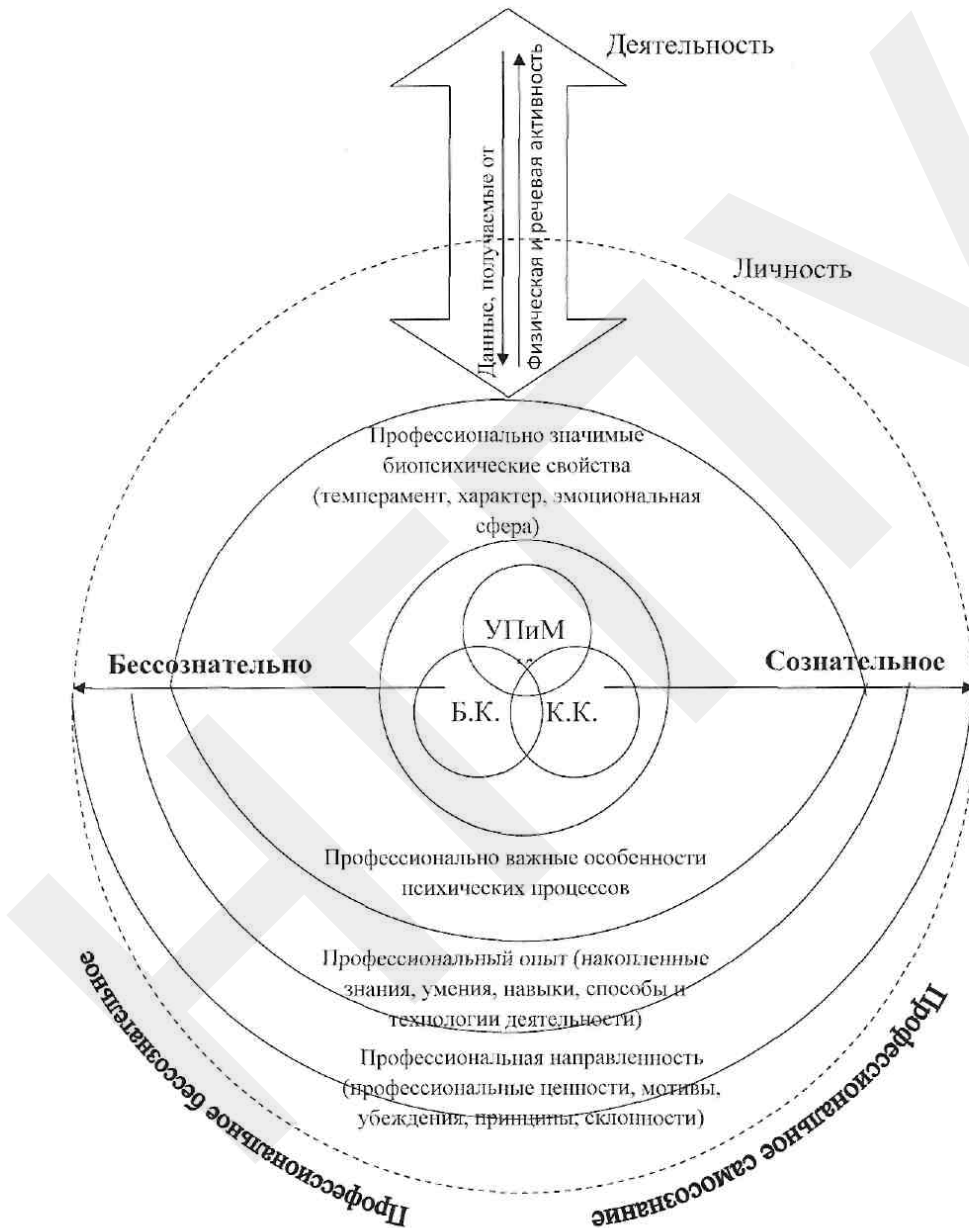 Деятельность
Данные, получаемые от
Физическая и речевая активность
Личность
Профессионально значимые
биопсихические свойства
(темперамент, характер, эмоциональная
сфера)
УПиМ
Бессознательно
Сознательное
Б.К.
К.К.
Профессионально важные особенности
психических процессов
Профессиональный опыт (накопленные
знания, умения, навыки, способы и
технологии деятельности)
Профессиональная направленность
(профессиональные ценности, мотивы,
убеждения, принципы, склонности)
Профессиональное бессознательное
Профессиональное самосознание
НПУ